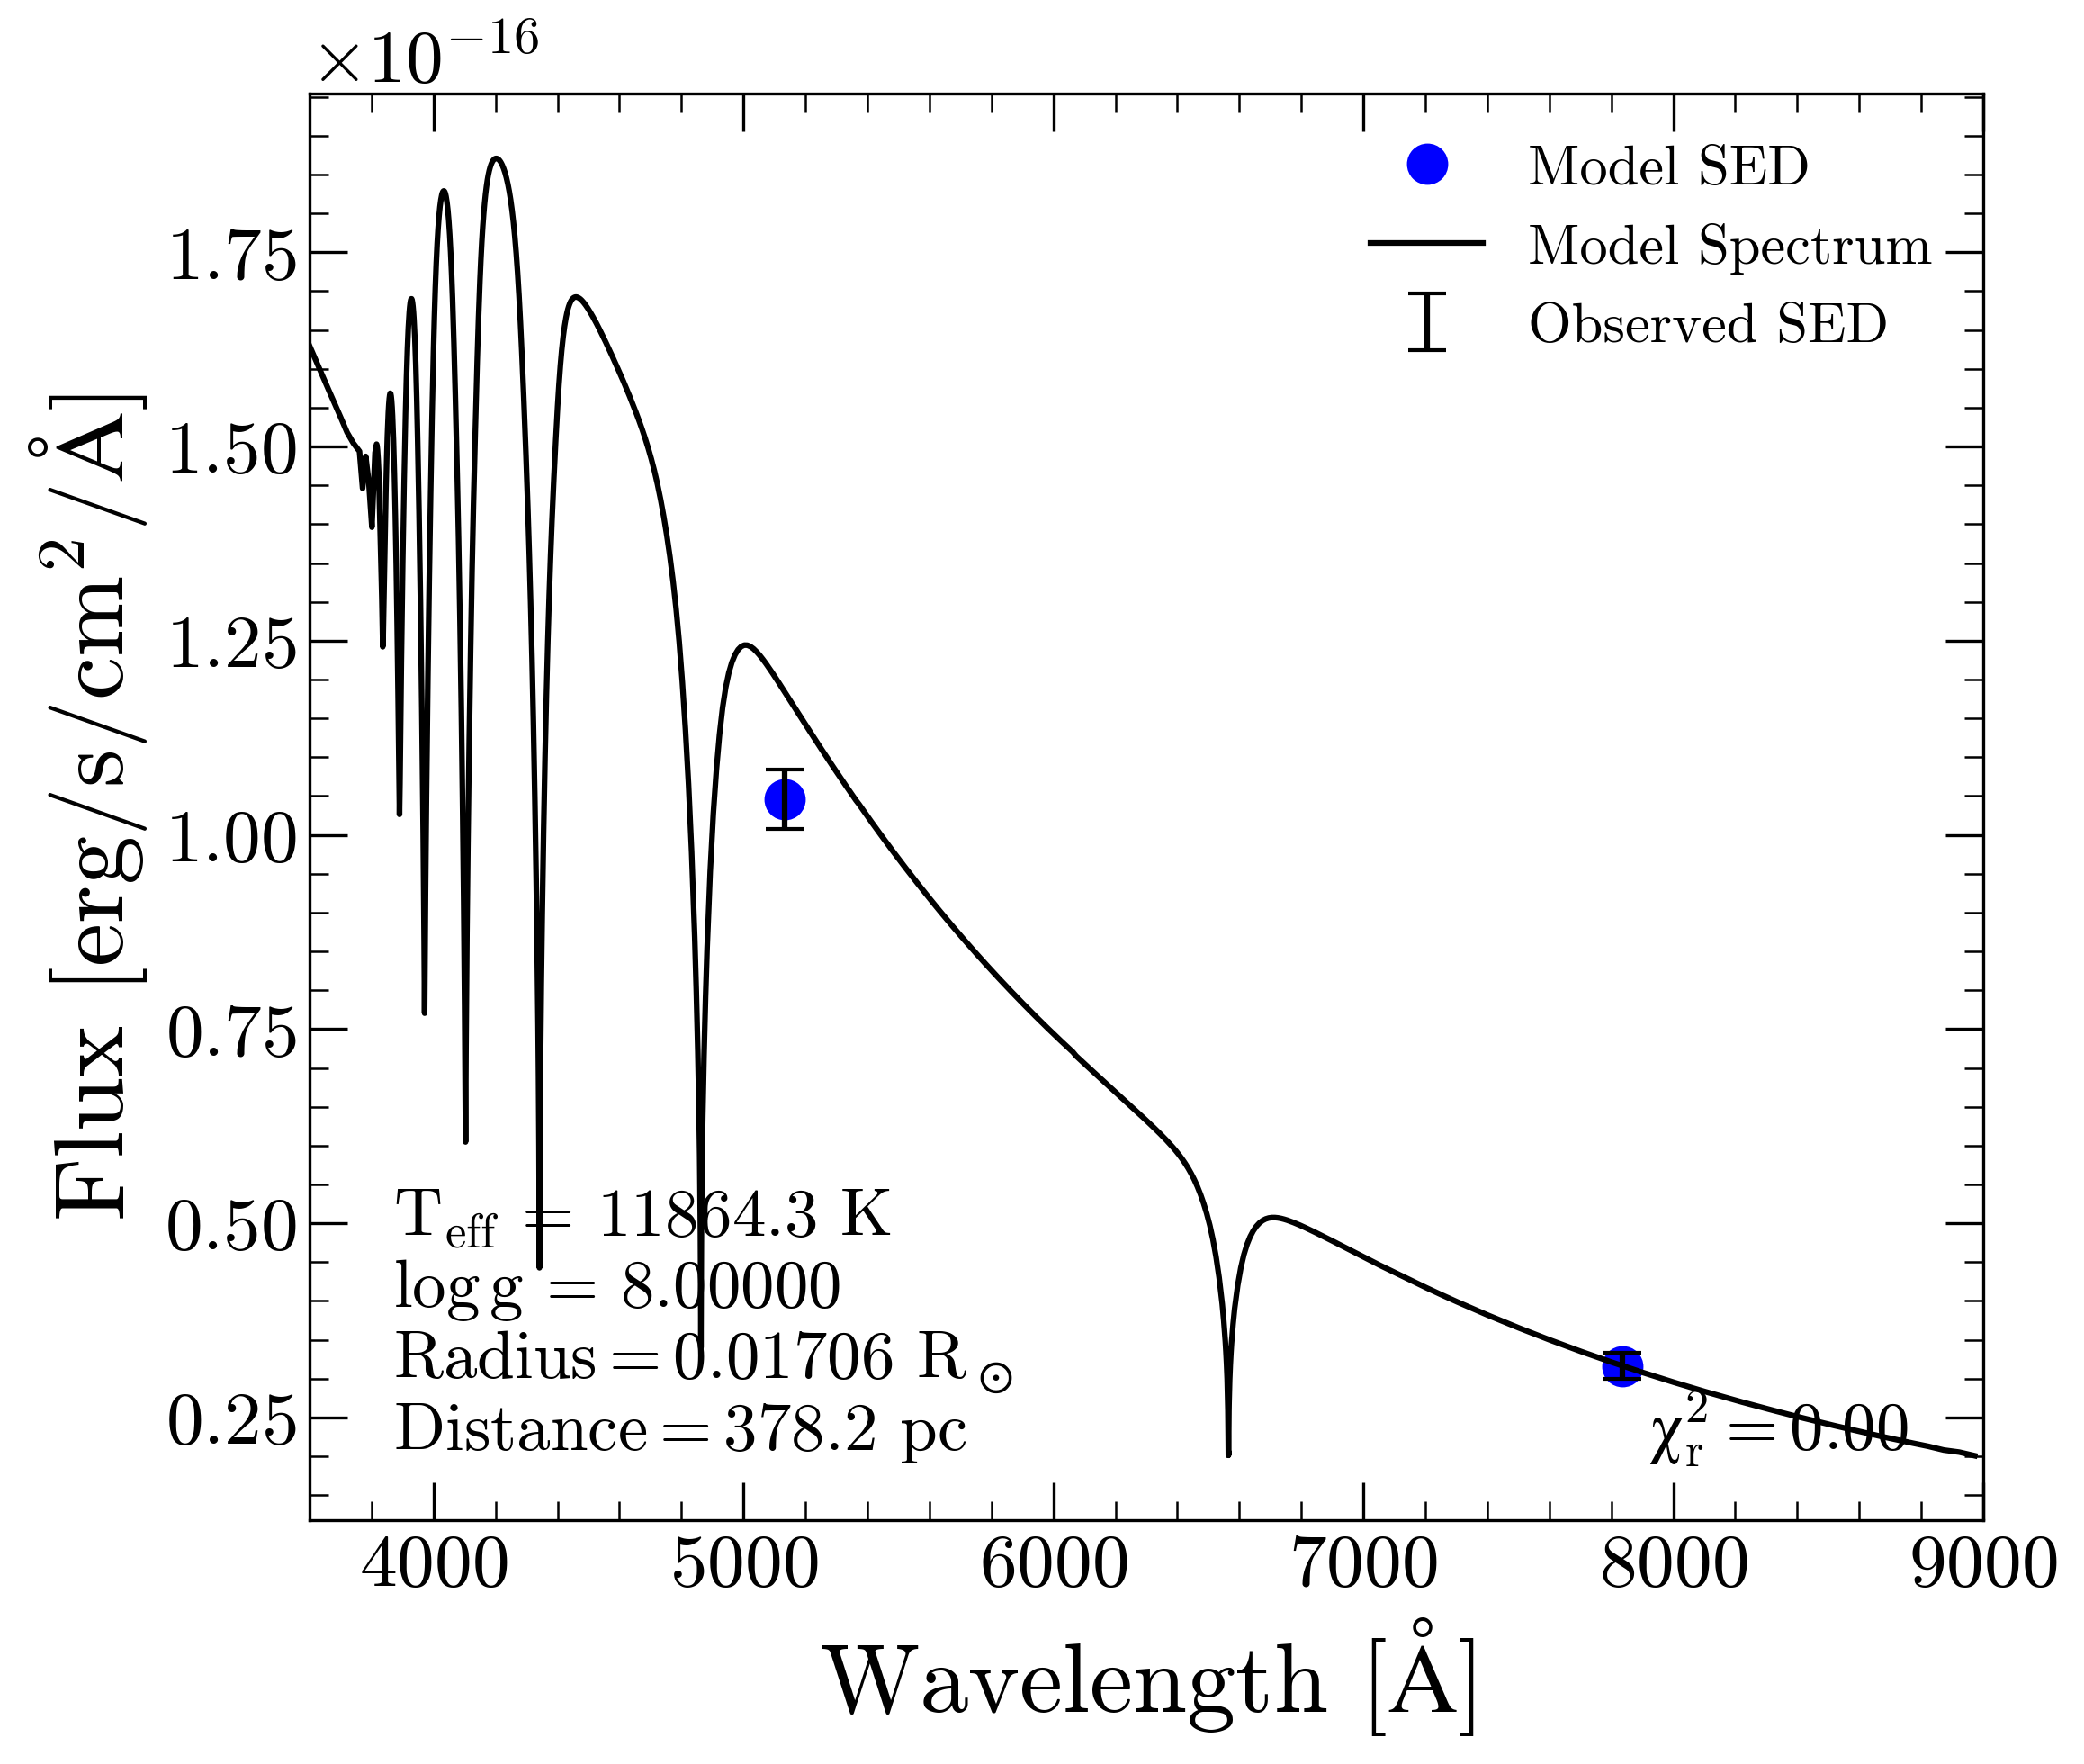 ×10⁻¹⁶
Model SED
Model Spectrum
Observed SED
1.75
1.50
1.25
1.00
0.75
0.50
0.25
Flux [erg/s/cm²/Å]
T_eff = 11864.3 K
log g = 8.00000
Radius = 0.01706 R_⊙
Distance = 378.2 pc
χ²_r = 0.00
4000 5000 6000 7000 8000 9000
Wavelength [Å]